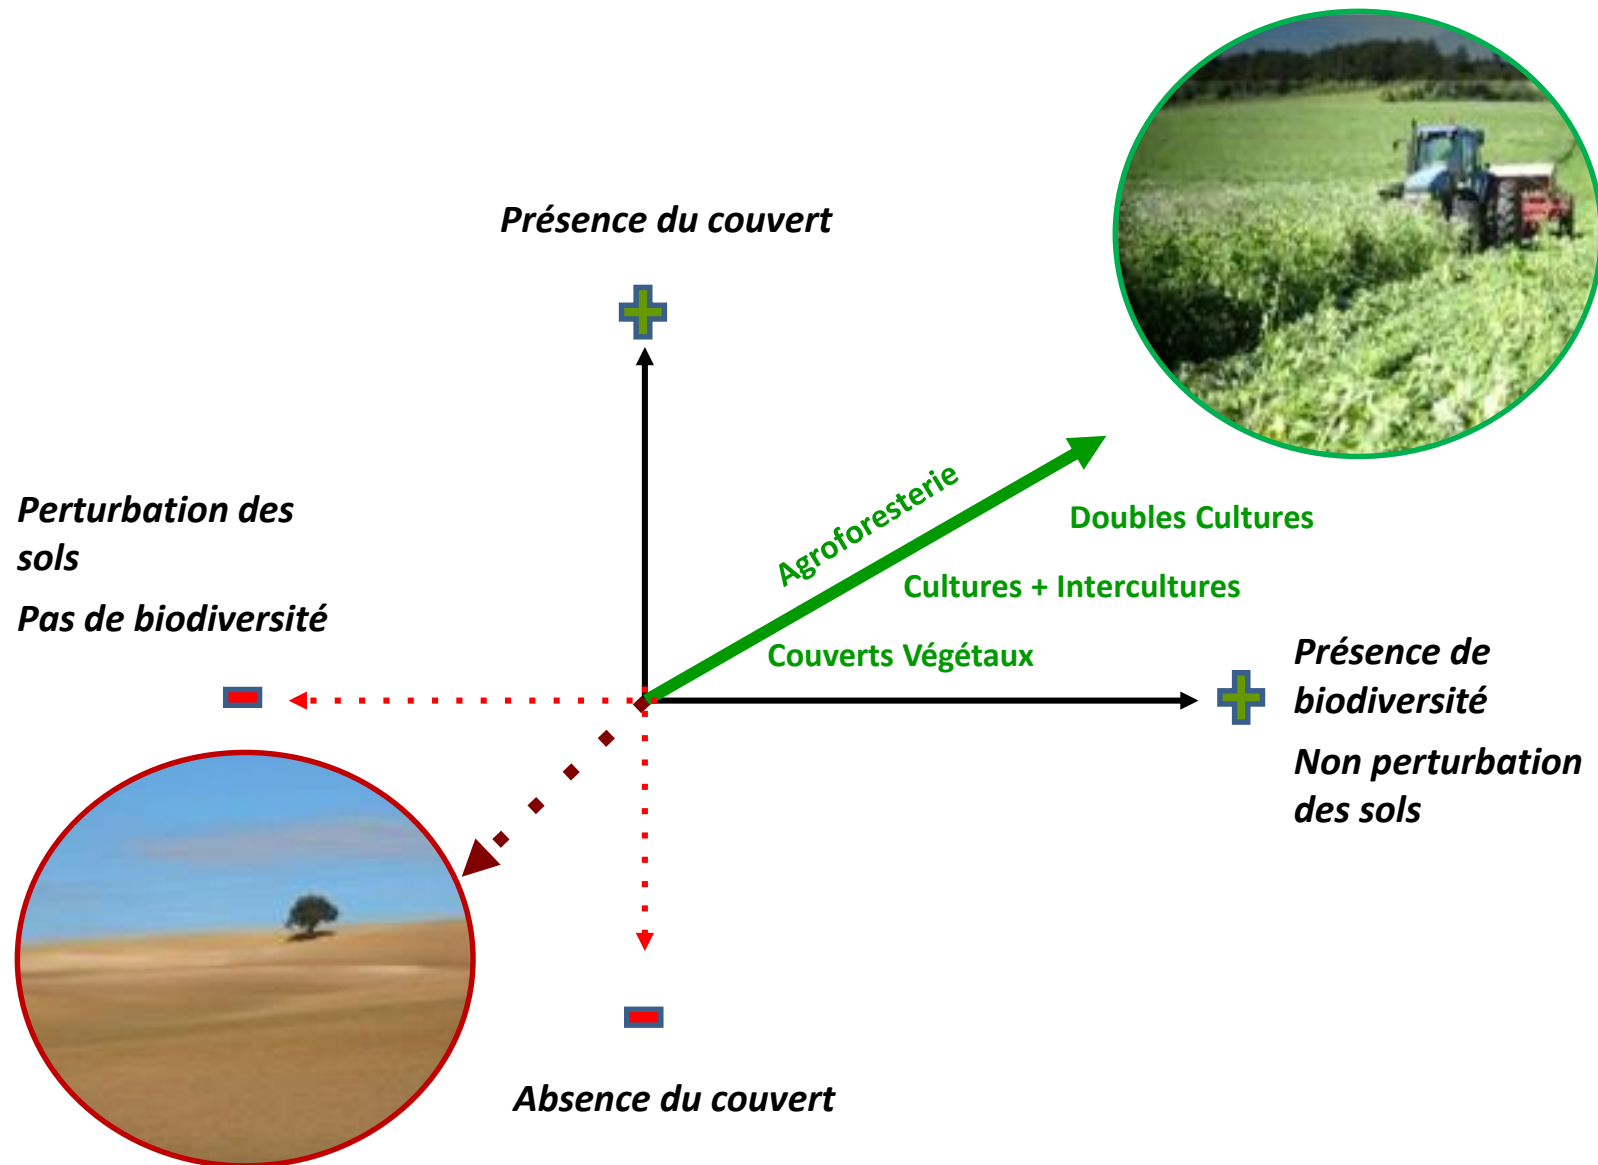 Présence du couvert
Perturbation des
sols
Pas de biodiversité
Agroforesterie
Doubles Cultures
Cultures + Intercultures
Couverts Végétaux
Présence de
biodiversité
Non perturbation
des sols
Absence du couvert